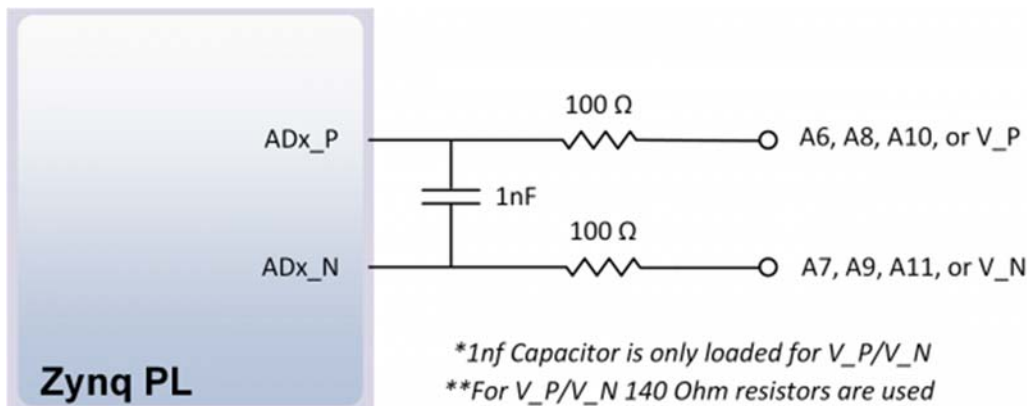 100 Ω
ADx_P
A6, A8, A10, or V_P
1nF
100 Ω
ADx_N
A7, A9, A11, or V_N
*1nf Capacitor is only loaded for V_P/V_N
**For V_P/V_N 140 Ohm resistors are used
Zynq PL